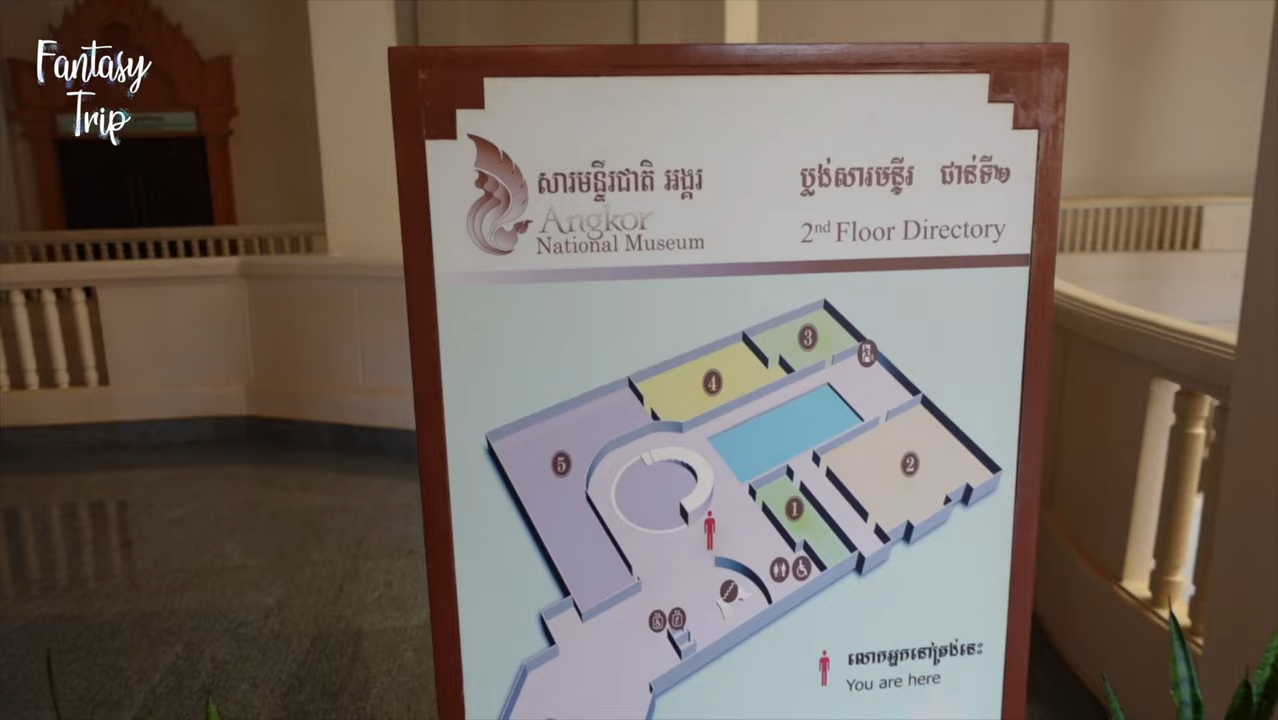 Fantasy
Trip
សារមន្ទីរជាតិ អង្គរ
Angkor
National Museum
ប្លង់សារមន្ទីរ ជាន់ទី២
2nd Floor Directory
3
4
5
2
1
លោកអ្នកនៅត្រង់នេះ
You are here